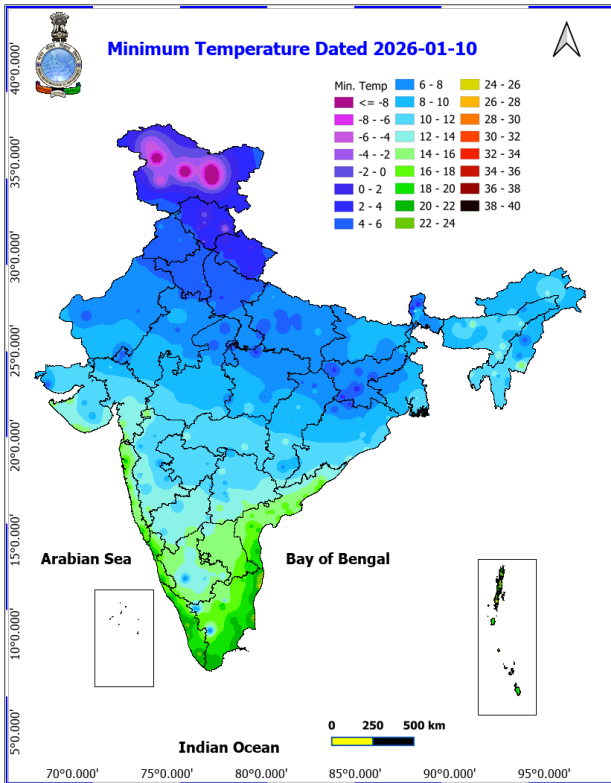 Minimum Temperature Dated 2026-01-10
Min. Temp
<= -8
-8 - -6
-6 - -4
-4 - -2
-2 - 0
0 - 2
2 - 4
4 - 6
6 - 8
8 - 10
10 - 12
12 - 14
14 - 16
16 - 18
18 - 20
20 - 22
22 - 24
24 - 26
26 - 28
28 - 30
30 - 32
32 - 34
34 - 36
36 - 38
38 - 40
40°0.000'
35°0.000'
30°0.000'
25°0.000'
20°0.000'
15°0.000'
10°0.000'
5°0.000'
Arabian Sea
Bay of Bengal
Indian Ocean
0 250 500 km
70°0.000' 75°0.000' 80°0.000' 85°0.000' 90°0.000' 95°0.000'